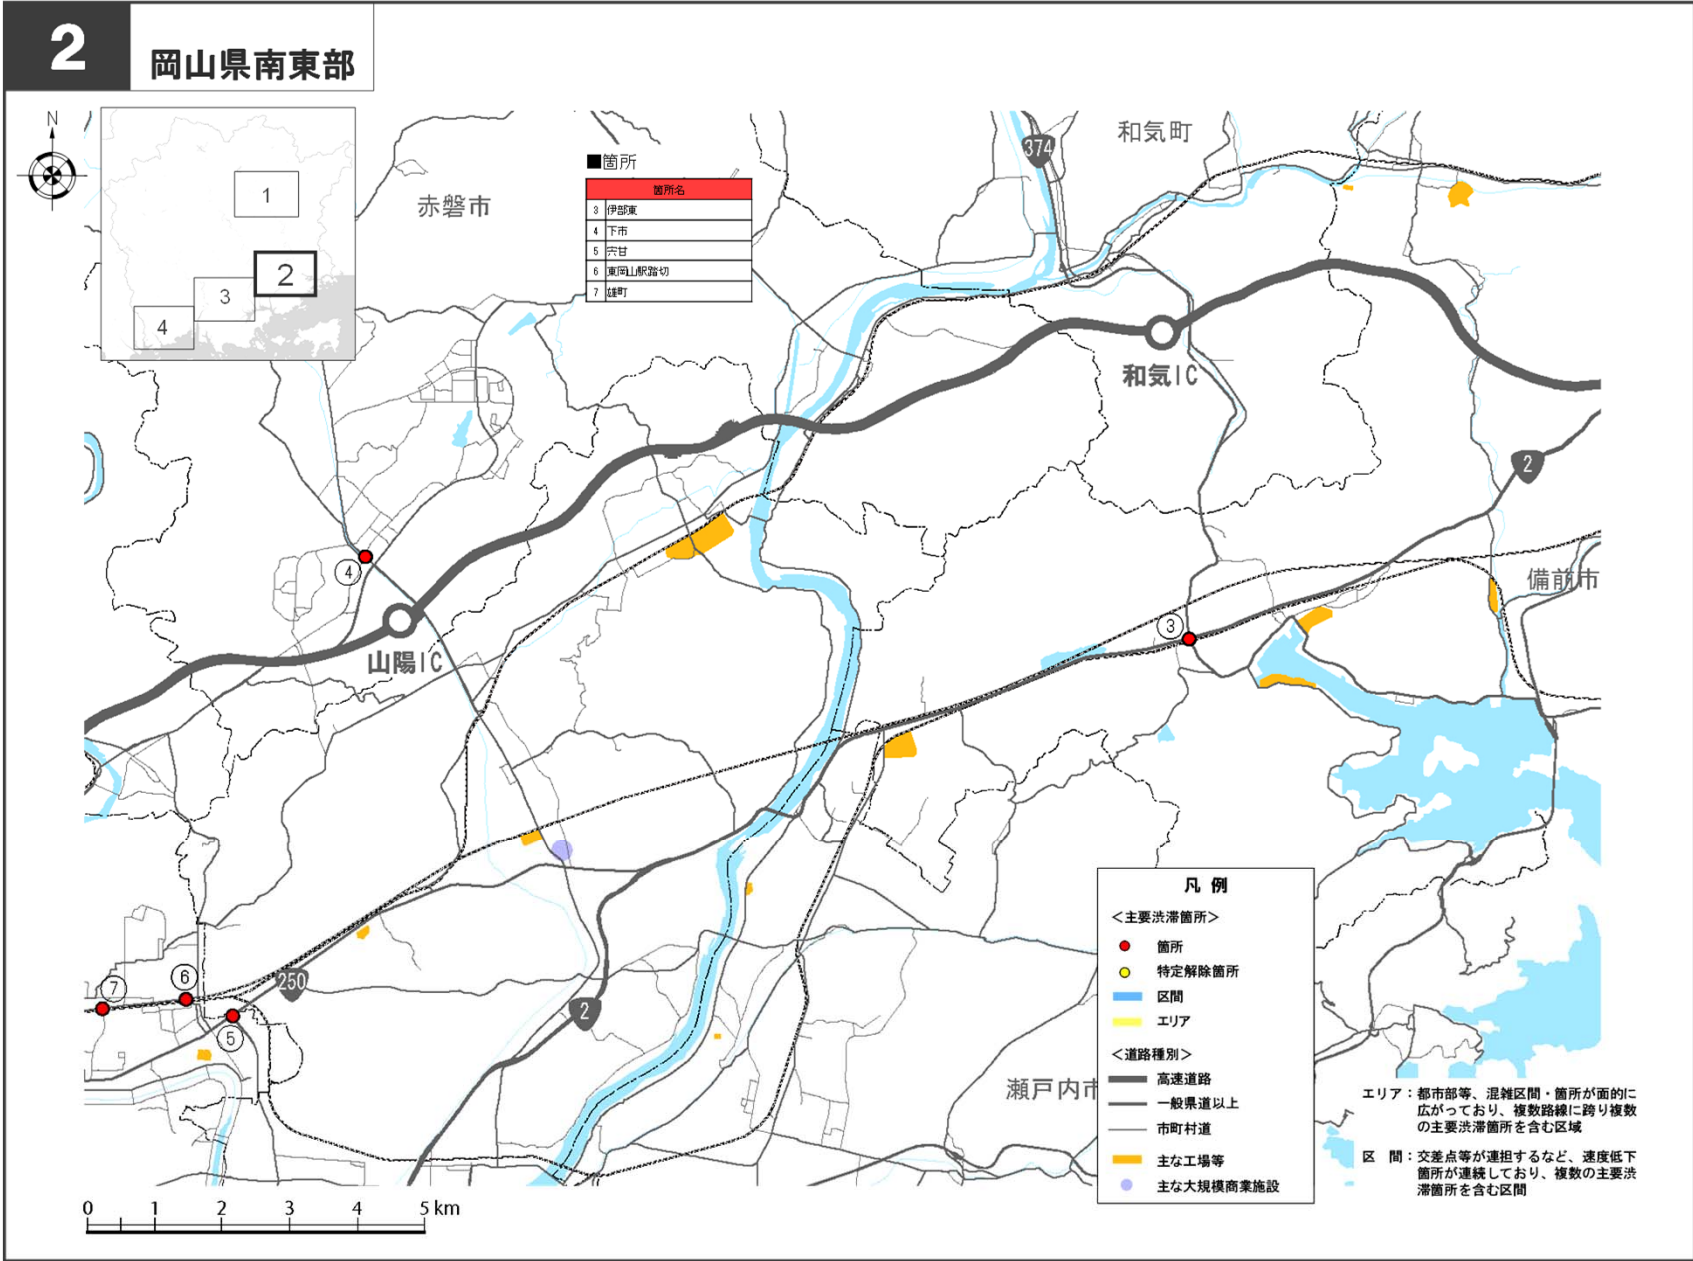 2
岡山県南東部
N
1
2
3
4
■箇所
箇所名
3 伊部東
4 下市
5 宍甘
6 東岡山駅踏切
7 雄町
赤磐市
和気町
374
和気IC
2
備前市
4
山陽IC
3
7
6
250
5
2
瀬戸内市
凡 例
<主要渋滞箇所>
箇所
特定解除箇所
区間
エリア
<道路種別>
高速道路
一般県道以上
市町村道
主な工場等
主な大規模商業施設
エリア：都市部等、混雑区間・箇所が面的に
広がっており、複数路線に跨り複数
の主要渋滞箇所を含む区域
区 間：交差点等が連担するなど、速度低下
箇所が連続しており、複数の主要渋
滞箇所を含む区間
0 1 2 3 4 5 km